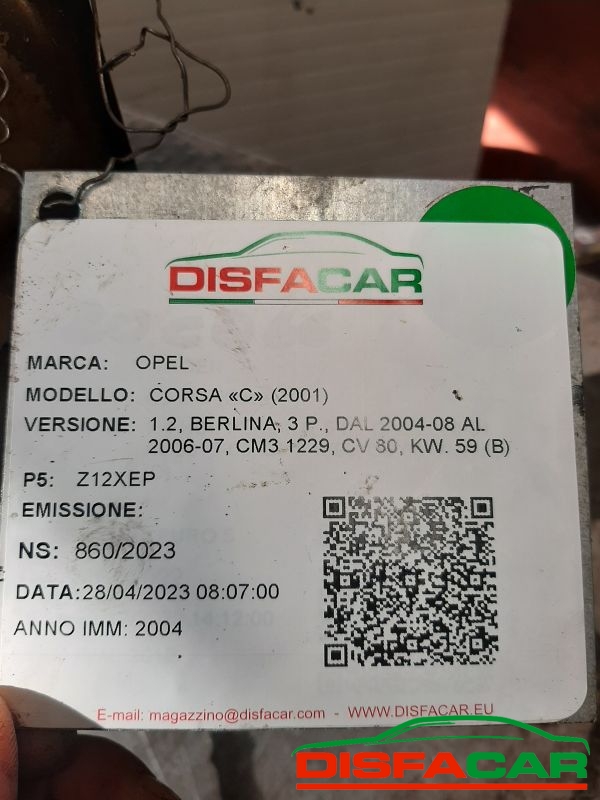 DISFACAR
MARCA: OPEL
MODELLO: CORSA «C» (2001)
VERSIONE: 1.2, BERLINA, 3 P., DAL 2004-08 AL
2006-07, CM3 1229, CV 80, KW. 59 (B)
P5: Z12XEP
EMISSIONE:
NS: 860/2023
DATA:28/04/2023 08:07:00
ANNO IMM: 2004
E-mail: magazzino@disfacar.com - WWW.DISFACAR.EU
DISFACAR